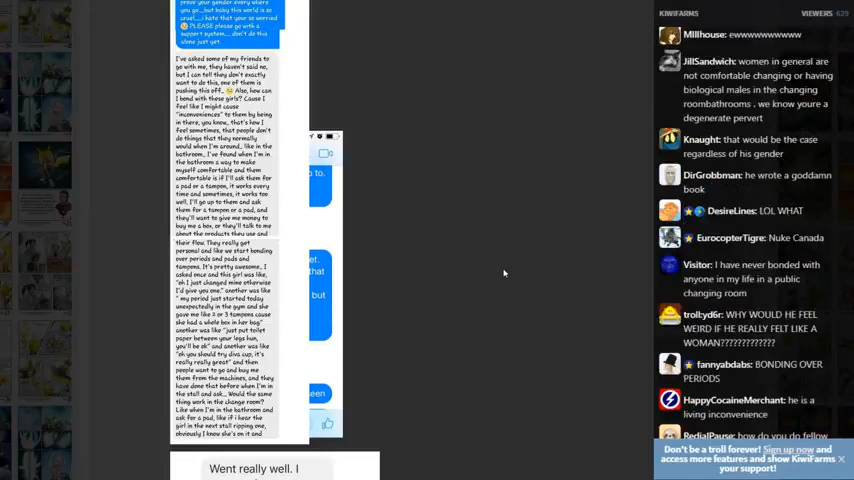 prove your gender every where
you go...but baby this world is so
cruel....i hate that your so worried
PLEASE please go with a
support system.... don't do this
alone just yet.
I've asked some of my friends to
go with me, they haven't said no,
but I can tell they don't exactly
want to do this, one of them is
pushing this off.. Also, how can
I bond with these girls? Cause I
feel like I might cause
"inconveniences" to them by being
in there, you know.. that's how I
feel sometimes, that people don't
do things that they normally
would when I'm around.. like in the
bathroom.. I've found when I'm in
the bathroom a way to make
myself comfortable and them
comfortable is if I'll ask them for
a pad or a tampon, it works every
time and sometimes, it works too
well, I'll go up to them and ask
them for a tampon or a pad, and
they'll want to give me money to
buy me a box, or they'll talk to me
about the products they use and
their flow. They really get
personal and like we start bonding
over periods and pads and
tampons. It's pretty awesome.. I
asked once and this girl was like,
"oh I just changed mine otherwise
I'd give you one," another was like
" my period just started today
unexpectedly in the gym and she
gave me like 2 or 3 tampons cause
she had a whole box in her bag"
another was like "just put toilet
paper between your legs hun,
you'll be ok" and another was like
"oh you should try diva cup, it's
really really great" and then
people want to go and buy me
them from the machines, and they
have done that before when I'm in
the stall and ask.. Would the same
thing work in the change room?
Like when I'm in the bathroom and
ask for a pad, like if i hear the
girl in the next stall ripping one,
obviously I know she's on it and
o to.
et.
that
but
een
Went really well. I
KIWIFARMS
VIEWERS 629
Millhouse: ewwwwwwwwww
JillSandwich: women in general are
not comfortable changing or having
biological males in the changing
roombathrooms . we know youre a
degenerate pervert
Knaught: that would be the case
regardless of his gender
DirGrobbman: he wrote a goddamn
book
DesireLines: LOL WHAT
EurocopterTigre: Nuke Canada
Visitor: I have never bonded with
anyone in my life in a public
changing room
troll:yd6r: WHY WOULD HE FEEL
WEIRD IF HE REALLY FELT LIKE A
WOMAN?????????????
fannyabdabs: BONDING OVER
PERIODS
HappyCocaineMerchant: he is a
living inconvenience
RedialPause: how do you do fellow
Don't be a troll forever! Sign up now and
access more features and show KiwiFarms
your support!